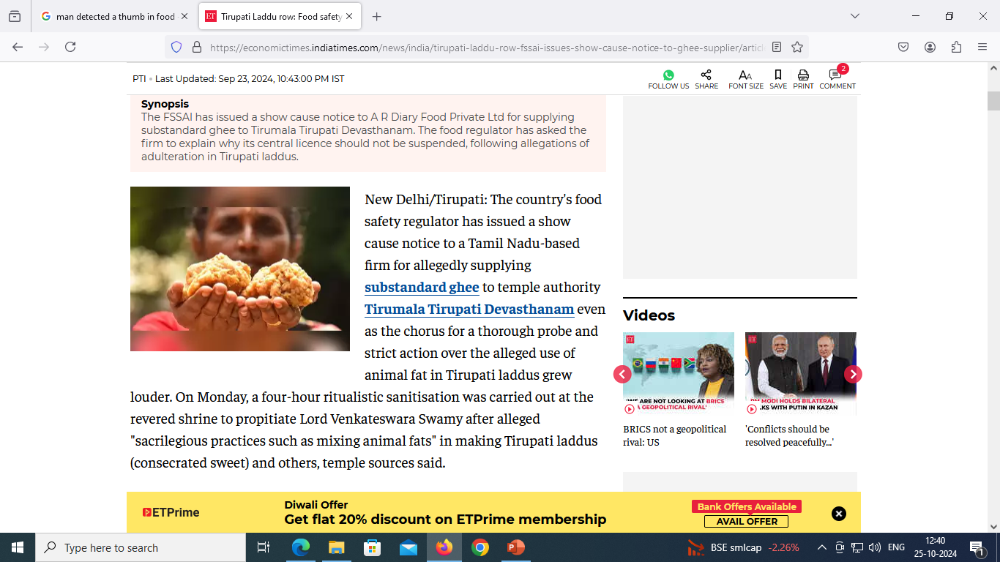 man detected a thumb in food
ET Tirupati Laddu row: Food safety
https://economictimes.indiatimes.com/news/india/tirupati-laddu-row-fssai-issues-show-cause-notice-to-ghee-supplier/artic
PTI • Last Updated: Sep 23, 2024, 10:43:00 PM IST
FOLLOW US
SHARE
FONT SIZE
SAVE
PRINT
2
COMMENT
Synopsis
The FSSAI has issued a show cause notice to A R Diary Food Private Ltd for supplying
substandard ghee to Tirumala Tirupati Devasthanam. The food regulator has asked the
firm to explain why its central licence should not be suspended, following allegations of
adulteration in Tirupati laddus.
New Delhi/Tirupati: The country's food
safety regulator has issued a show
cause notice to a Tamil Nadu-based
firm for allegedly supplying
substandard ghee to temple authority
Tirumala Tirupati Devasthanam even
as the chorus for a thorough probe and
strict action over the alleged use of
animal fat in Tirupati laddus grew
louder. On Monday, a four-hour ritualistic sanitisation was carried out at the
revered shrine to propitiate Lord Venkateswara Swamy after alleged
"sacrilegious practices such as mixing animal fats" in making Tirupati laddus
(consecrated sweet) and others, temple sources said.
Videos
ET
'WE ARE NOT LOOKING AT BRICS
A GEOPOLITICAL RIVAL'
BRICS not a geopolitical
rival: US
ET
PM MODI HOLDS BILATERAL
LKS WITH PUTIN IN KAZAN
'Conflicts should be
resolved peacefully...'
ETPrime
Diwali Offer
Get flat 20% discount on ETPrime membership
Bank Offers Available
AVAIL OFFER
Type here to search
BSE smlcap -2.26%
ENG
12:40
25-10-2024
1